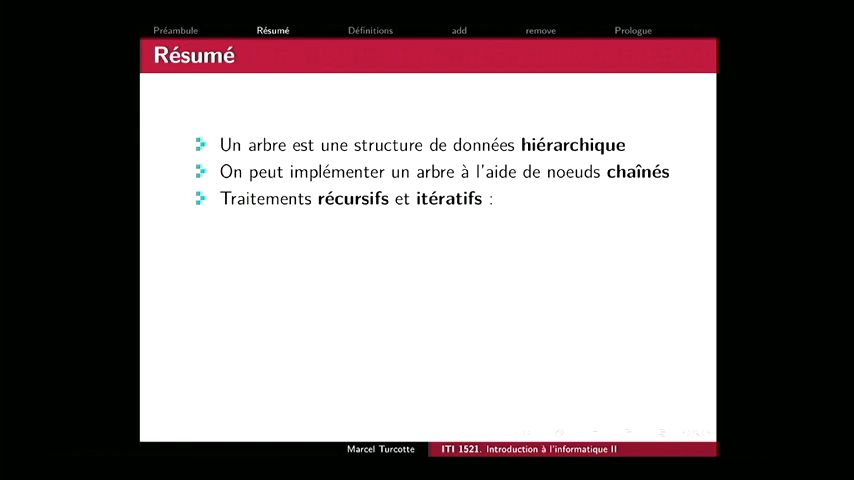 Préambule Résumé Définitions add remove Prologue
Résumé
Un arbre est une structure de données hiérarchique
On peut implémenter un arbre à l'aide de noeuds chaînés
Traitements récursifs et itératifs :
Marcel Turcotte ITI 1521. Introduction à l'informatique II